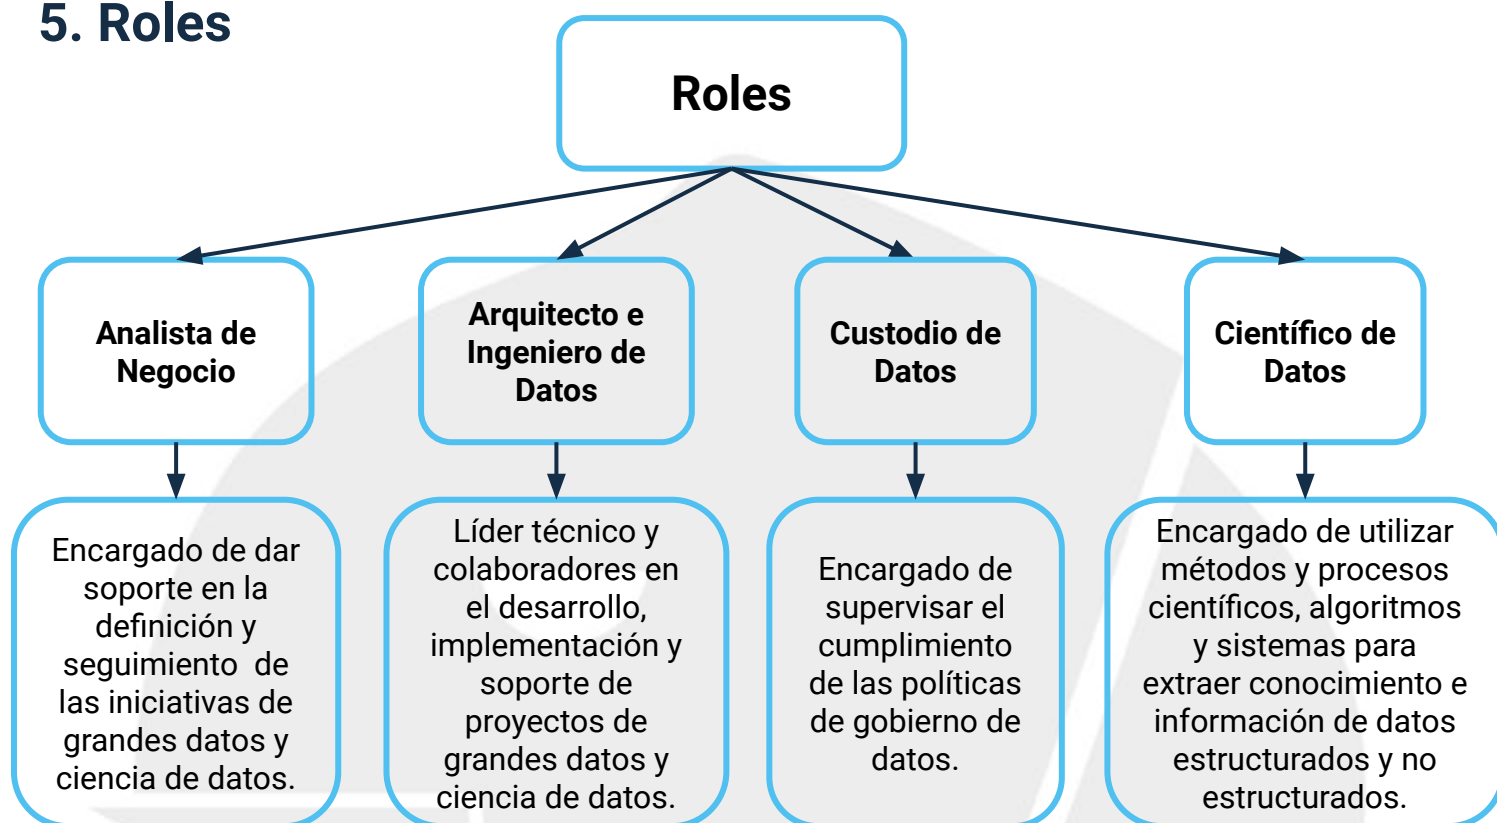 5. Roles
Roles
Analista de
Negocio
Arquitecto e
Ingeniero de
Datos
Custodio de
Datos
Científico de
Datos
Encargado de dar
soporte en la
definición y
seguimiento  de
las iniciativas de
grandes datos y
ciencia de datos.
Líder técnico y
colaboradores en
el desarrollo,
implementación y
soporte de
proyectos de
grandes datos y
ciencia de datos.
Encargado de
supervisar el
cumplimiento
de las políticas
de gobierno de
datos.
Encargado de utilizar
métodos y procesos
científicos, algoritmos
y sistemas para
extraer conocimiento e
información de datos
estructurados y no
estructurados.